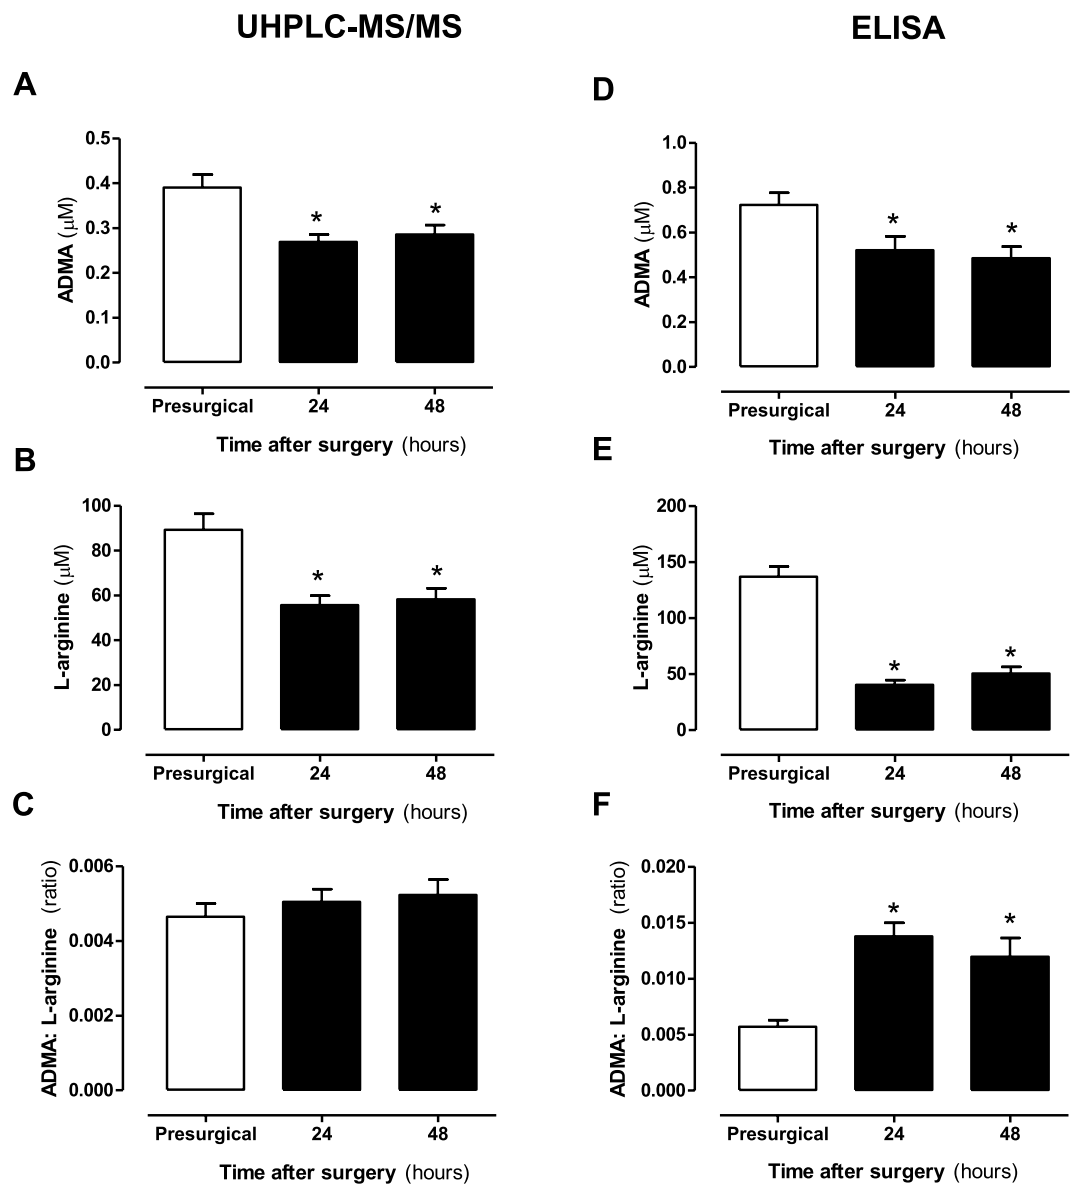 UHPLC-MS/MS
ELISA
A
ADMA (μM)
0.5
0.4
0.3
0.2
0.1
0.0
*
*
Presurgical 24 48
Time after surgery (hours)
D
ADMA (μM)
1.0
0.8
0.6
0.4
0.2
0.0
*
*
Presurgical 24 48
Time after surgery (hours)
B
L-arginine (μM)
100
80
60
40
20
0
*
*
Presurgical 24 48
Time after surgery (hours)
E
L-arginine (μM)
200
150
100
50
0
*
*
Presurgical 24 48
Time after surgery (hours)
C
ADMA: L-arginine (ratio)
0.006
0.004
0.002
0.000
Presurgical 24 48
Time after surgery (hours)
F
ADMA: L-arginine (ratio)
0.020
0.015
0.010
0.005
0.000
*
*
Presurgical 24 48
Time after surgery (hours)